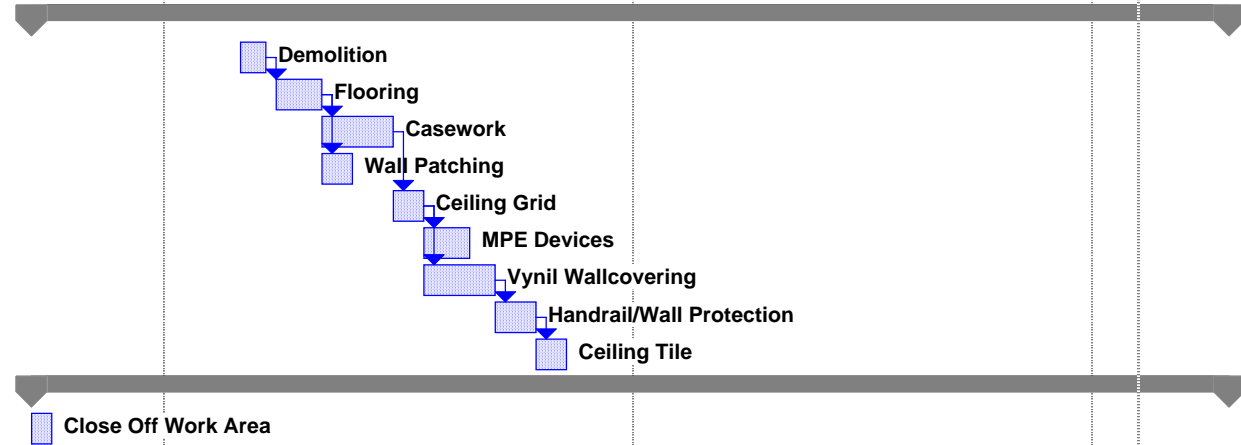 Demolition
Flooring
Casework
Wall Patching
Ceiling Grid
MPE Devices
Vynil Wallcovering
Handrail/Wall Protection
Ceiling Tile
Close Off Work Area